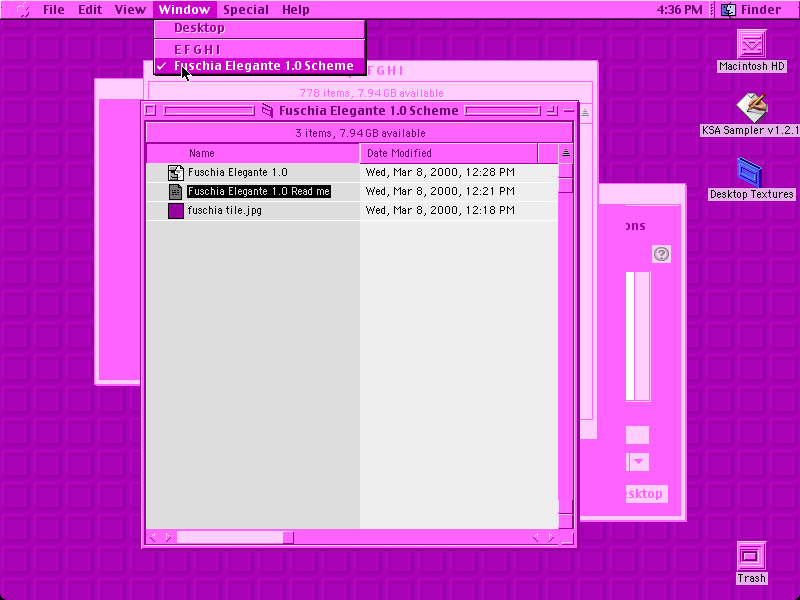 File Edit View Window Special Help 4:36 PM Finder
Desktop
E F G H I
✓ Fuschia Elegante 1.0 Scheme
F G H I
778 items, 7.94 GB available
Fuschia Elegante 1.0 Scheme
3 items, 7.94 GB available
Name Date Modified
Fuschia Elegante 1.0 Wed, Mar 8, 2000, 12:28 PM
Fuschia Elegante 1.0 Read me Wed, Mar 8, 2000, 12:21 PM
fuschia tile.jpg Wed, Mar 8, 2000, 12:18 PM
ons
?
sktop
Macintosh HD
KSA Sampler v1.2.1
Desktop Textures
Trash